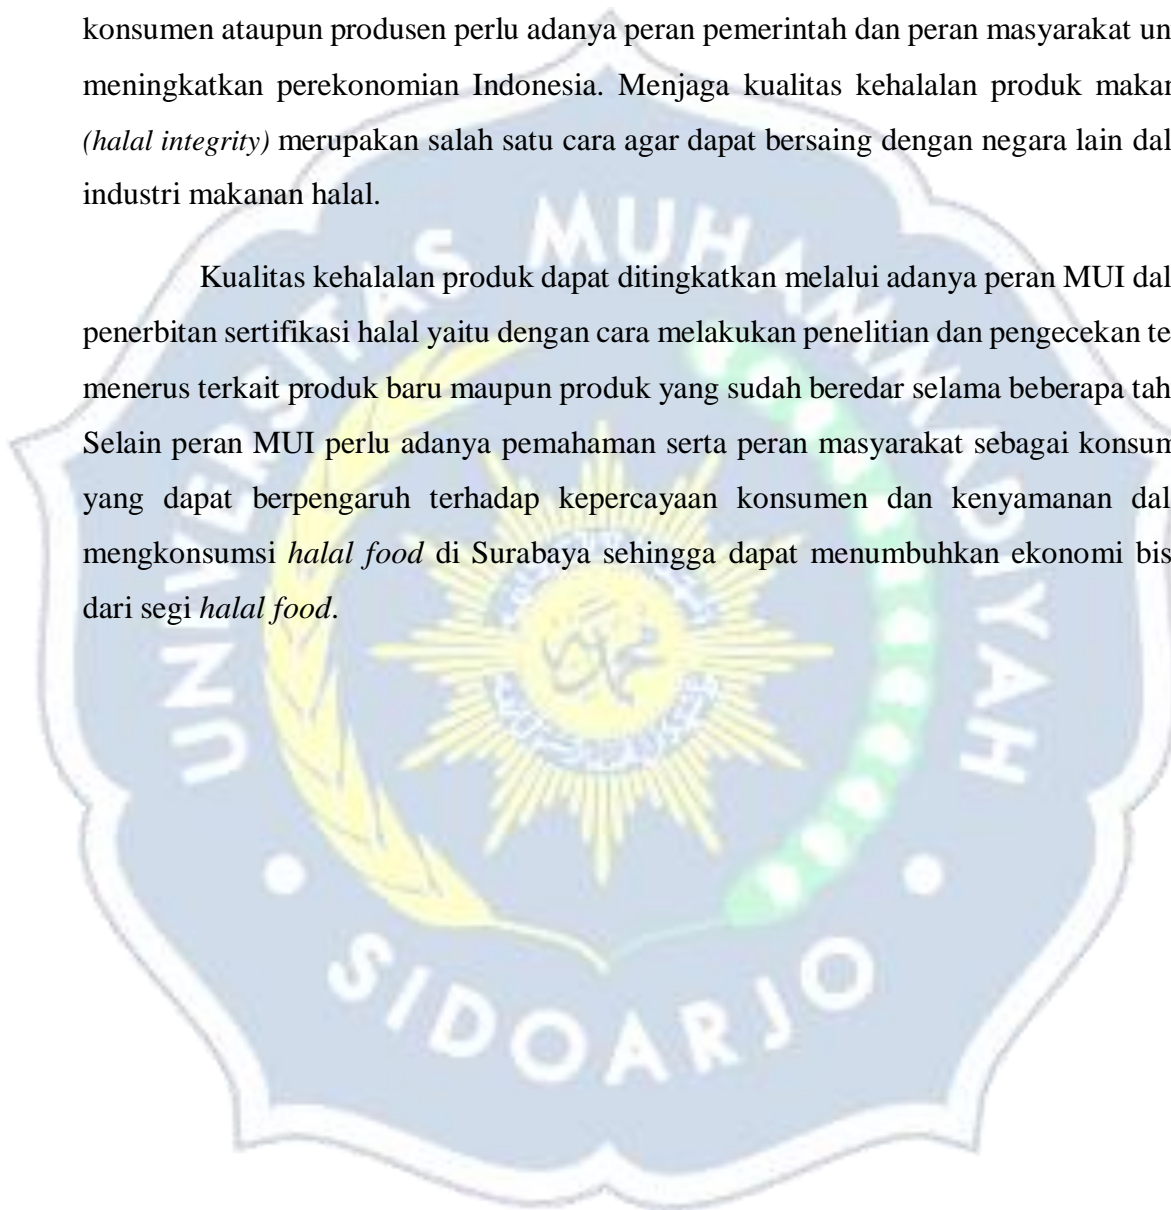 konsumen ataupun produsen perlu adanya peran pemerintah dan peran masyarakat un
meningkatkan perekonomian Indonesia. Menjaga kualitas kehalalan produk makan
(halal integrity) merupakan salah satu cara agar dapat bersaing dengan negara lain dal
industri makanan halal.
Kualitas kehalalan produk dapat ditingkatkan melalui adanya peran MUI dal
penerbitan sertifikasi halal yaitu dengan cara melakukan penelitian dan pengecekan te
menerus terkait produk baru maupun produk yang sudah beredar selama beberapa tah
Selain peran MUI perlu adanya pemahaman serta peran masyarakat sebagai konsum
yang dapat berpengaruh terhadap kepercayaan konsumen dan kenyamanan dal
mengkonsumsi halal food di Surabaya sehingga dapat menumbuhkan ekonomi bis
dari segi halal food.
UNIVERSITAS MUHAMMADIYAH
SIDOARJO